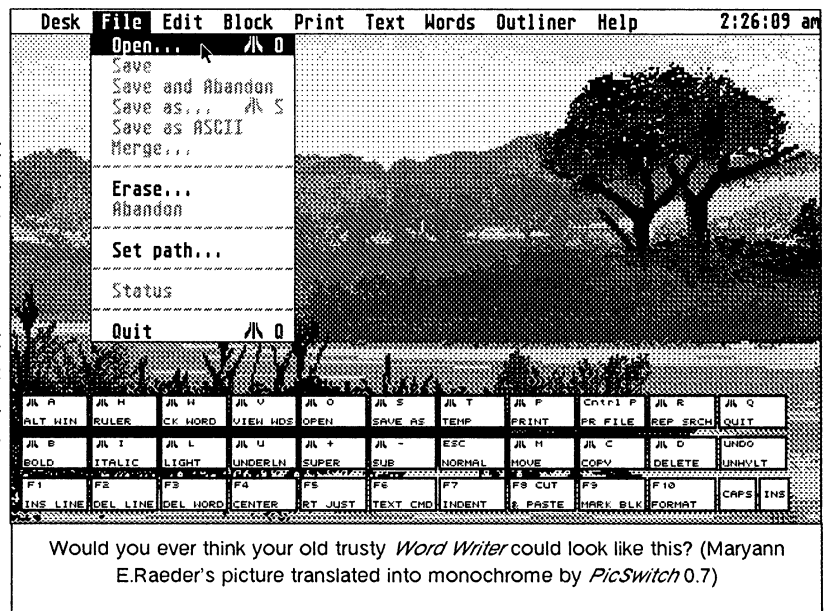 Desk File Edit Block Print Text Words Outliner Help 2:26:09 am
Open... O
Save
Save and Abandon
Save as... S
Save as ASCII
Merge...
Erase...
Abandon
Set path...
Status
Quit Q
A H W V O S T P Cntrl P R Q
ALT WIN RULER CK WORD VIEW WDS OPEN SAVE AS TEMP PRINT PR FILE REP SRCH QUIT
B I L U + - ESC M C D UNDO
BOLD ITALIC LIGHT UNDERLN SUPER SUB NORMAL MOVE COPY DELETE UNHYLT
F1 F2 F3 F4 F5 F6 F7 F8 CUT F9 F10 CAPS INS
INS LINE DEL LINE DEL WORD CENTER RT JUST TEXT CMD INDENT & PASTE MARK BLK FORMAT
Would you ever think your old trusty Word Writer could look like this? (Maryann
E.Raeder's picture translated into monochrome by PicSwitch 0.7)